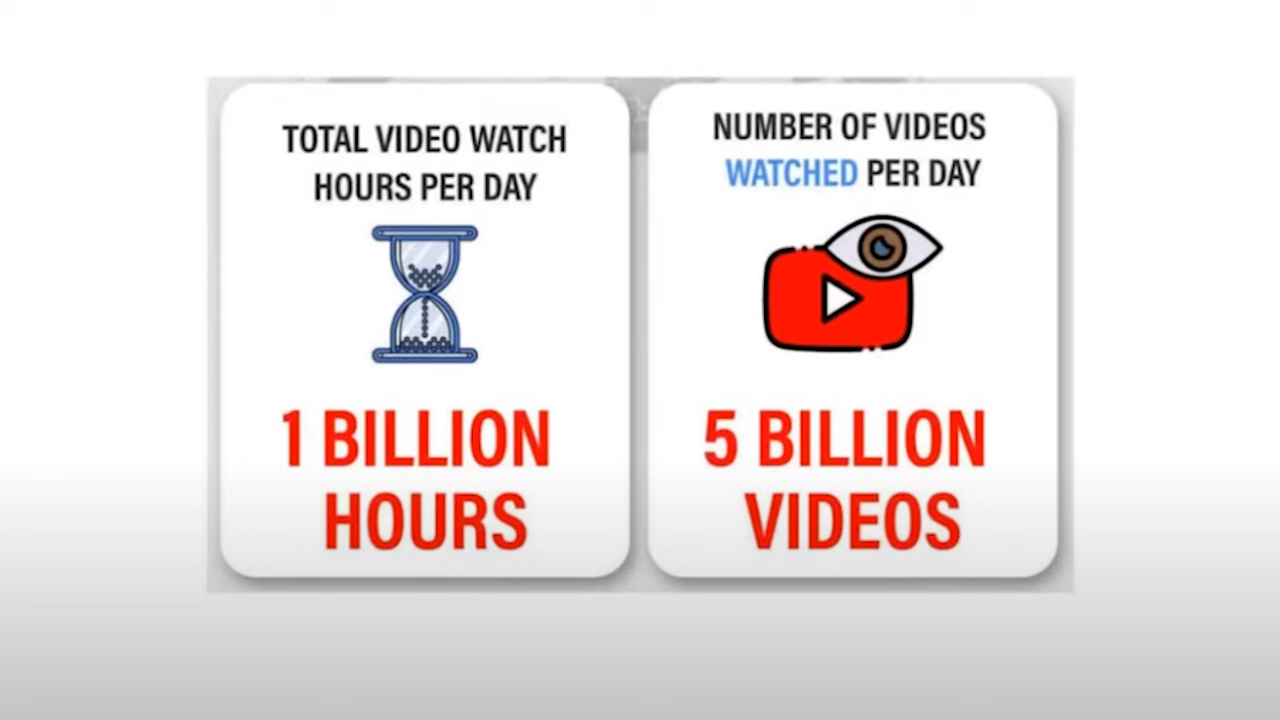 TOTAL VIDEO WATCH
HOURS PER DAY
1 BILLION
HOURS
NUMBER OF VIDEOS
WATCHED PER DAY
5 BILLION
VIDEOS